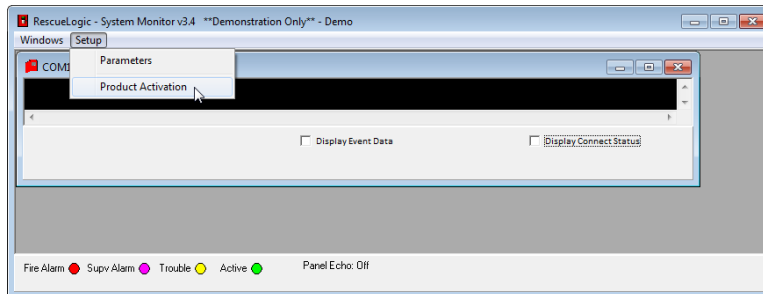 RescueLogic - System Monitor v3.4 **Demonstration Only** - Demo
Windows Setup
Parameters
Product Activation
Display Event Data
Display Connect Status
Fire Alarm Supv Alarm Trouble Active Panel Echo: Off